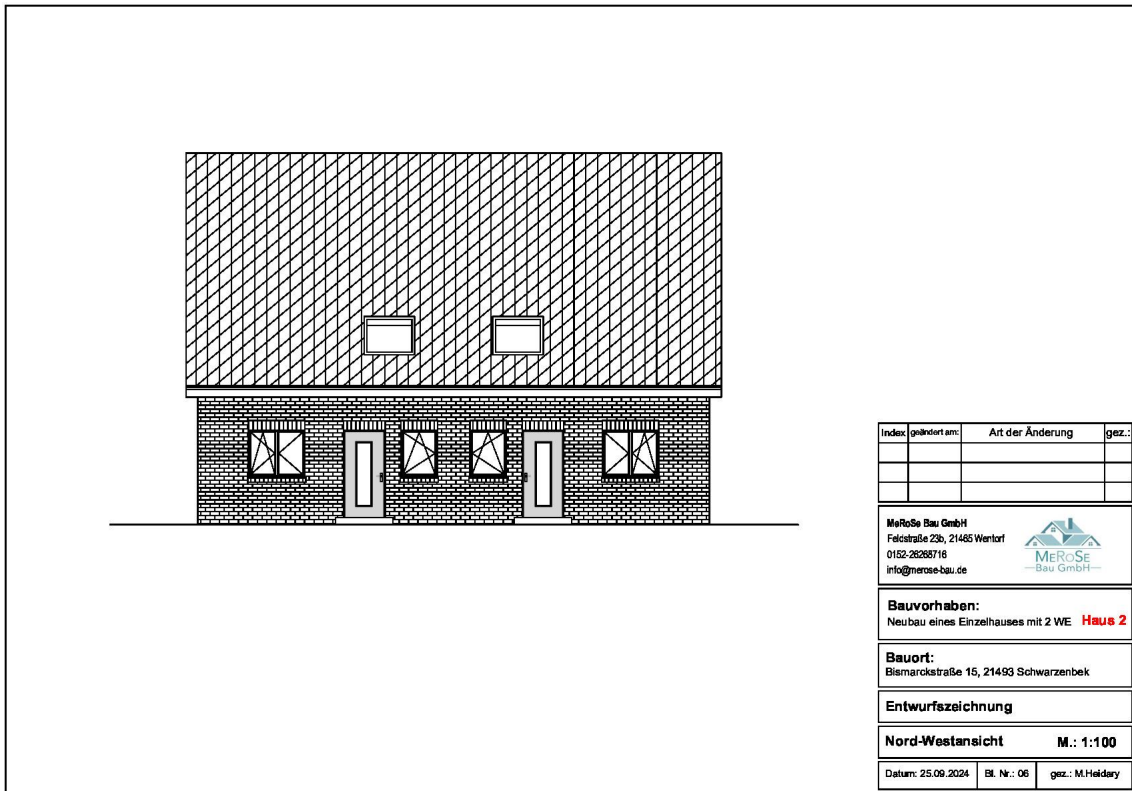 Index geändert am: Art der Änderung gez.:
MeRoSe Bau GmbH
Feldstraße 23b, 21465 Wentorf
0152-28268716
info@merose-bau.de
MEROSE
Bau GmbH
Bauvorhaben:
Neubau eines Einzelhauses mit 2 WE Haus 2
Bauort:
Bismarckstraße 15, 21493 Schwarzenbek
Entwurfszeichnung
Nord-Westansicht M.: 1:100
Datum: 25.09.2024 Bl. Nr.: 06 gez.: M.Heidary